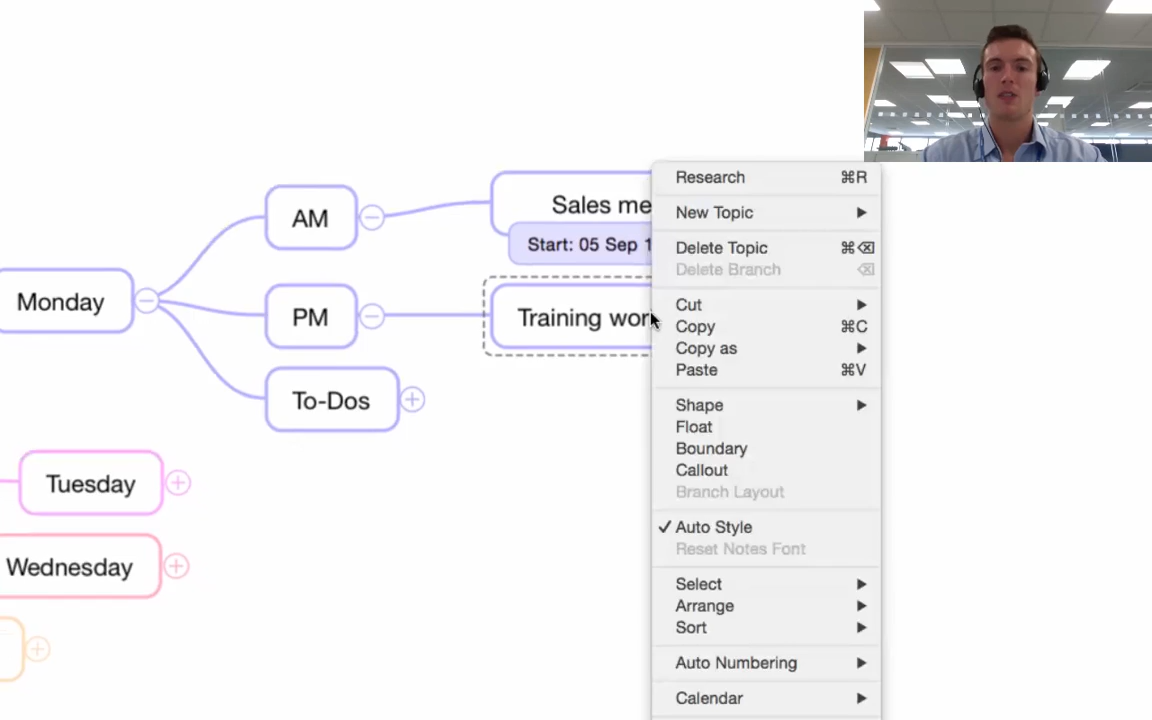 AM
Sales me
Start: 05 Sep 1
Monday
PM
Training wor
To-Dos
Tuesday
Wednesday
Research ⌘R
New Topic ▶
Delete Topic ⌘⌫
Delete Branch ⌫
Cut ▶
Copy ⌘C
Copy as ▶
Paste ⌘V
Shape ▶
Float
Boundary
Callout
Branch Layout
✓ Auto Style
Reset Notes Font
Select ▶
Arrange ▶
Sort ▶
Auto Numbering ▶
Calendar ▶